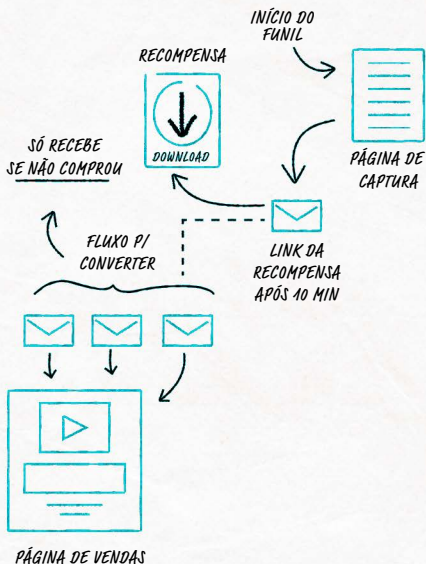 INÍCIO DO
FUNIL
RECOMPENSA
DOWNLOAD
PÁGINA DE
CAPTURA
SÓ RECEBE
SE NÃO COMPROU
LINK DA
RECOMPENSA
APÓS 10 MIN
FLUXO P/
CONVERTER
PÁGINA DE VENDAS